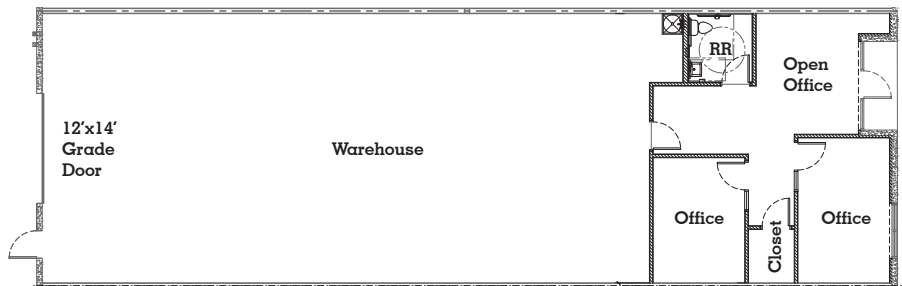 RR
Open
Office
12'x14'
Grade
Door
Warehouse
Office
Closet
Office